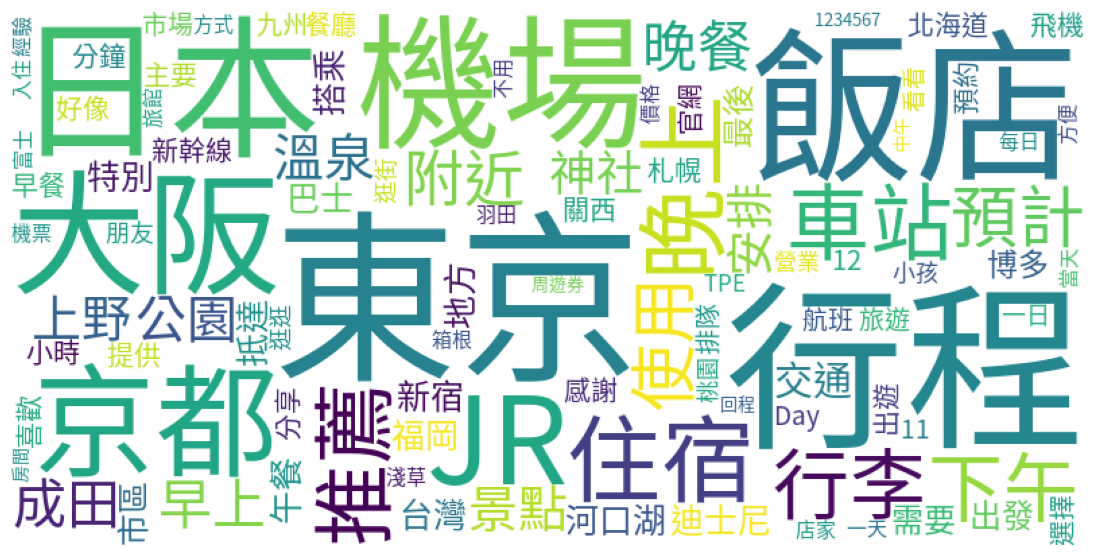 日本
機場
飯店
東京
行程
大阪
京都
JR
住宿
晚上
車站
推薦
使用
行李
下午
預計
附近
神社
溫泉
晚餐
上野
公園
成田
早上
景點
安排
交通
搭乘
特別
巴士
地方
抵達
新宿
福岡
台灣
河口湖
迪士尼
需要
出發
博多
最後
北海道
飛機
市場
方式
九州
餐廳
經驗
入住
分鐘
主要
好像
旅館
新幹線
富士
早餐
機票
朋友
逛街
羽田
關西
札幌
官網
價格
不用
1234567
看看
預約
中午
每日
方便
營業
12
小孩
當天
TPE
周遊券
箱根
逛逛
小時
提供
喜歡
分享
房間
市區
午餐
淺草
感謝
桃園
排隊
航班
旅遊
一日
回程
Day
出遊
11
店家
一天
選擇